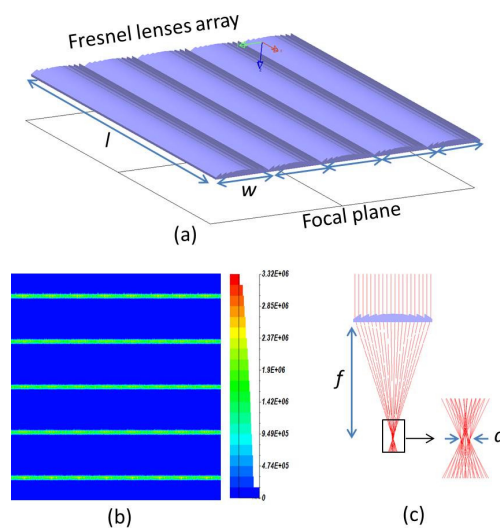 Fresnel lenses array
l
w
Focal plane
(a)
3.32E+06
2.85E+06
2.37E+06
1.9E+06
1.42E+06
9.49E+05
4.74E+05
0
(b)
f
d
(c)